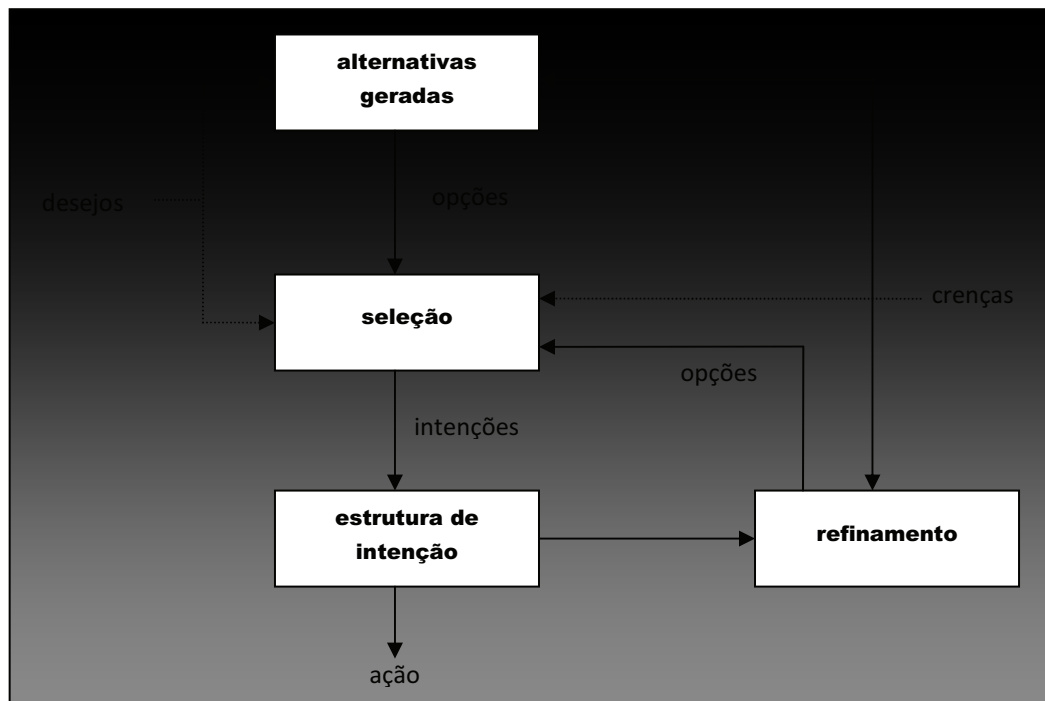 alternativas
geradas
desejos
opções
seleção
crenças
opções
intenções
estrutura de
intenção
refinamento
ação